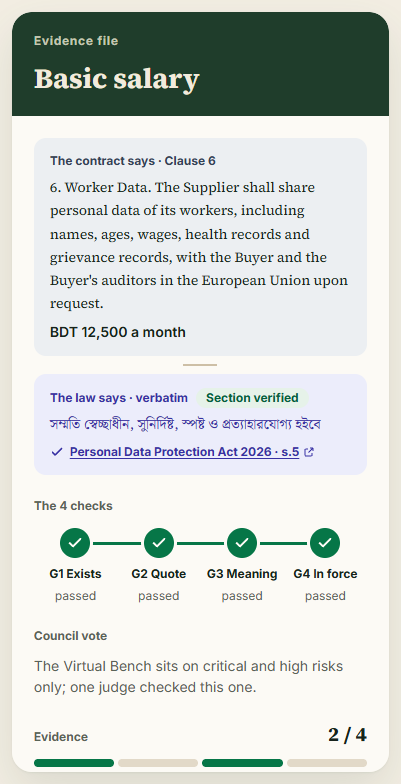 Evidence file
Basic salary
The contract says · Clause 6
6. Worker Data. The Supplier shall share
personal data of its workers, including
names, ages, wages, health records and
grievance records, with the Buyer and the
Buyer's auditors in the European Union upon
request.
BDT 12,500 a month
The law says · verbatim Section verified
সম্মতি স্বেচ্ছাধীন, সুনির্দিষ্ট, স্পষ্ট ও প্রত্যাহারযোগ্য হইবে
Personal Data Protection Act 2026 · s.5
The 4 checks
G1 Exists G2 Quote G3 Meaning G4 In force
passed passed passed passed
Council vote
The Virtual Bench sits on critical and high risks
only; one judge checked this one.
Evidence 2 / 4